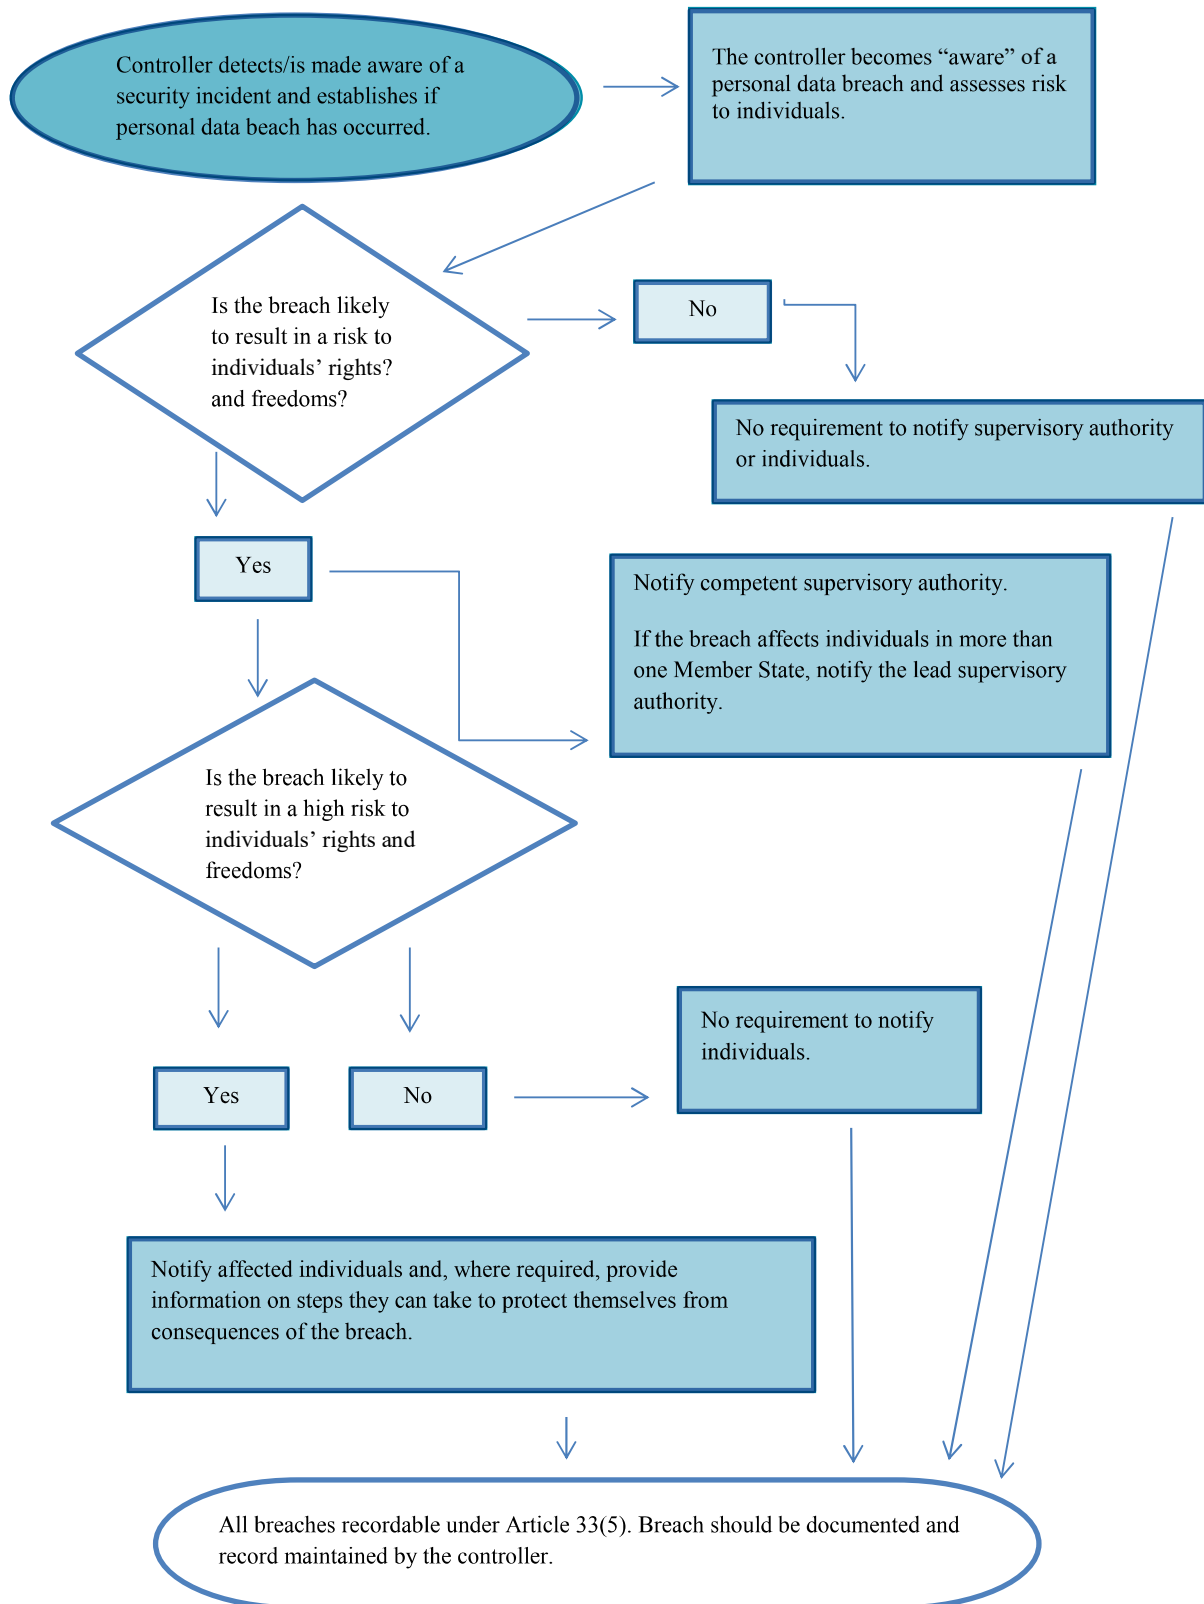 Controller detects/is made aware of a
security incident and establishes if
personal data beach has occurred.
The controller becomes “aware” of a
personal data breach and assesses risk
to individuals.
Is the breach likely
to result in a risk to
individuals’ rights?
and freedoms?
No
No requirement to notify supervisory authority
or individuals.
Yes
Notify competent supervisory authority.
If the breach affects individuals in more than
one Member State, notify the lead supervisory
authority.
Is the breach likely to
result in a high risk to
individuals’ rights and
freedoms?
No requirement to notify
individuals.
Yes
No
Notify affected individuals and, where required, provide
information on steps they can take to protect themselves from
consequences of the breach.
All breaches recordable under Article 33(5). Breach should be documented and
record maintained by the controller.